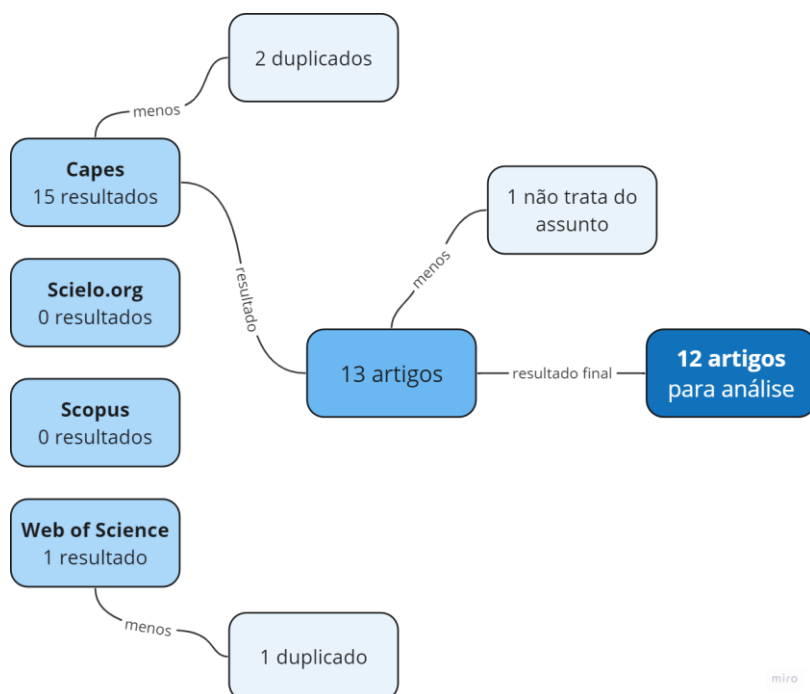 2 duplicados
menos
Capes
15 resultados
1 não trata do
assunto
menos
resultado
Scielo.org
0 resultados
13 artigos
resultado final
12 artigos
para análise
Scopus
0 resultados
Web of Science
1 resultado
menos
1 duplicado
miro